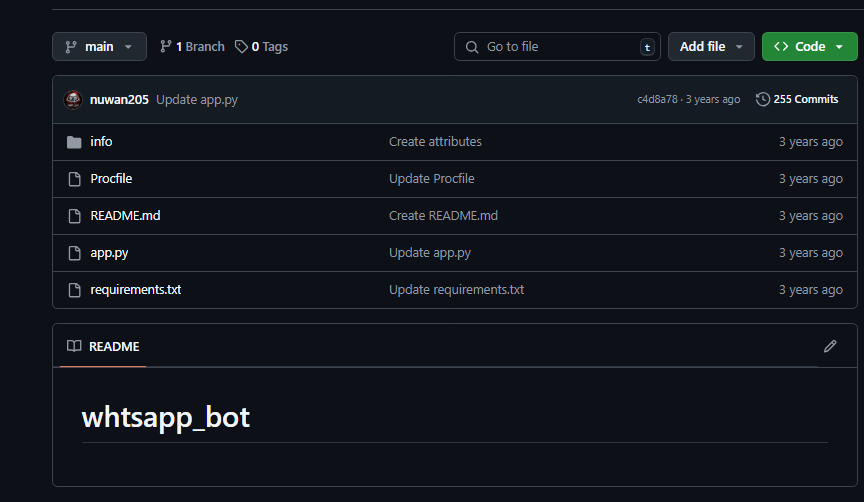 main 1 Branch 0 Tags Go to file t Add file Code
nuwan205 Update app.py c4d8a78 · 3 years ago 255 Commits
info Create attributes 3 years ago
Procfile Update Procfile 3 years ago
README.md Create README.md 3 years ago
app.py Update app.py 3 years ago
requirements.txt Update requirements.txt 3 years ago
README
whtsapp_bot